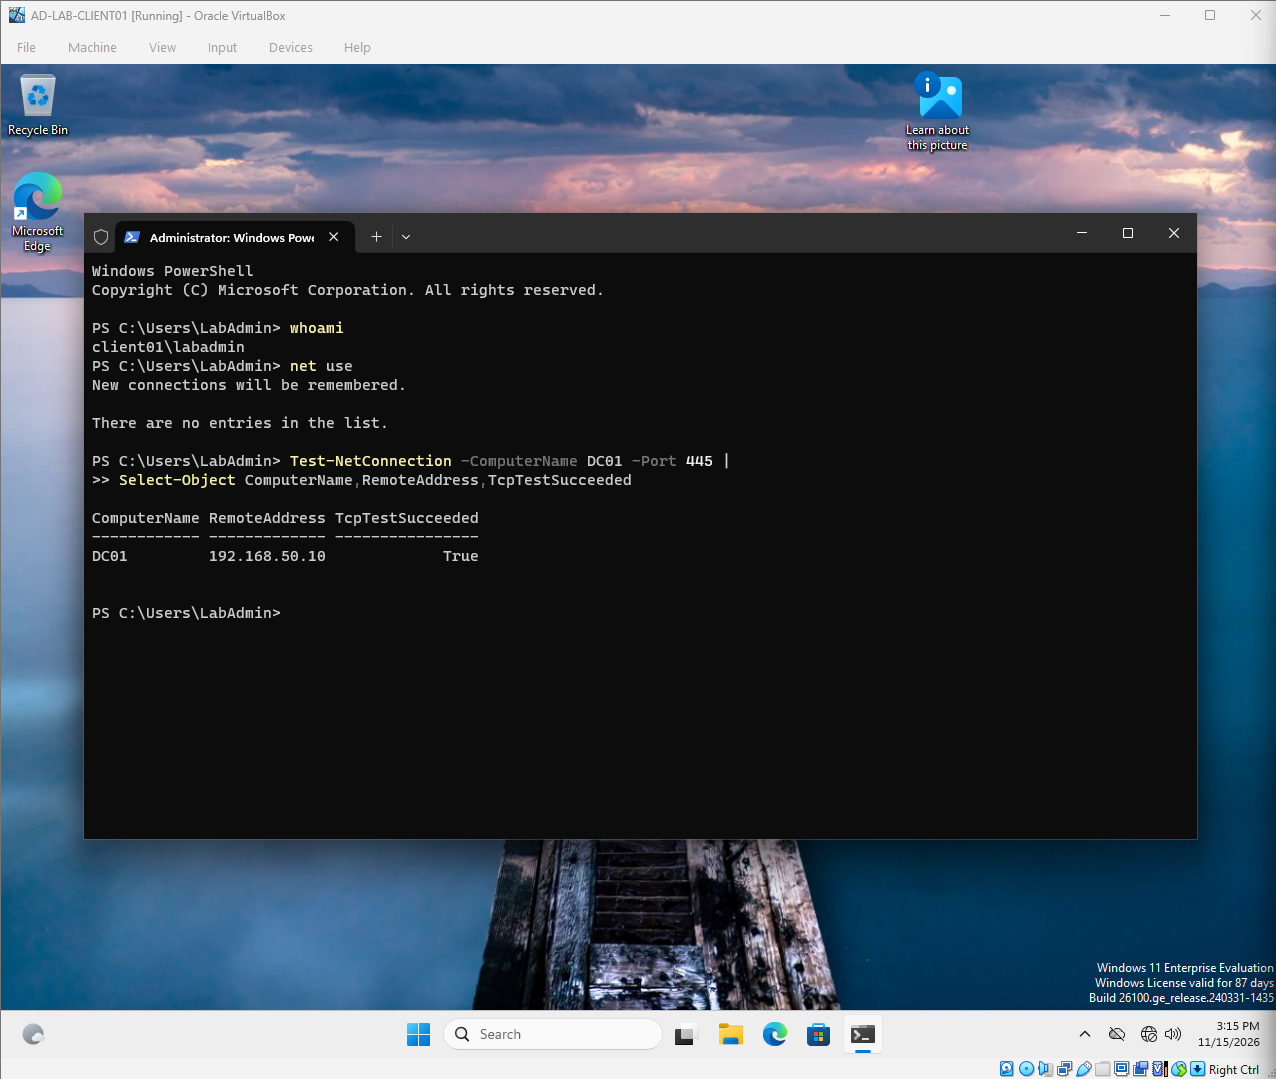 AD-LAB-CLIENT01 [Running] - Oracle VirtualBox
File Machine View Input Devices Help
Recycle Bin
Learn about
this picture
Microsoft
Edge
Administrator: Windows Powe
Windows PowerShell
Copyright (C) Microsoft Corporation. All rights reserved.
PS C:\Users\LabAdmin> whoami
client01\labadmin
PS C:\Users\LabAdmin> net use
New connections will be remembered.
There are no entries in the list.
PS C:\Users\LabAdmin> Test-NetConnection -ComputerName DC01 -Port 445 |
>> Select-Object ComputerName,RemoteAddress,TcpTestSucceeded
ComputerName RemoteAddress TcpTestSucceeded
------------ ------------- ----------------
DC01 192.168.50.10 True
PS C:\Users\LabAdmin>
Windows 11 Enterprise Evaluation
Windows License valid for 87 days
Build 26100.ge_release.240331-1435
Search
3:15 PM
11/15/2026
Right Ctrl